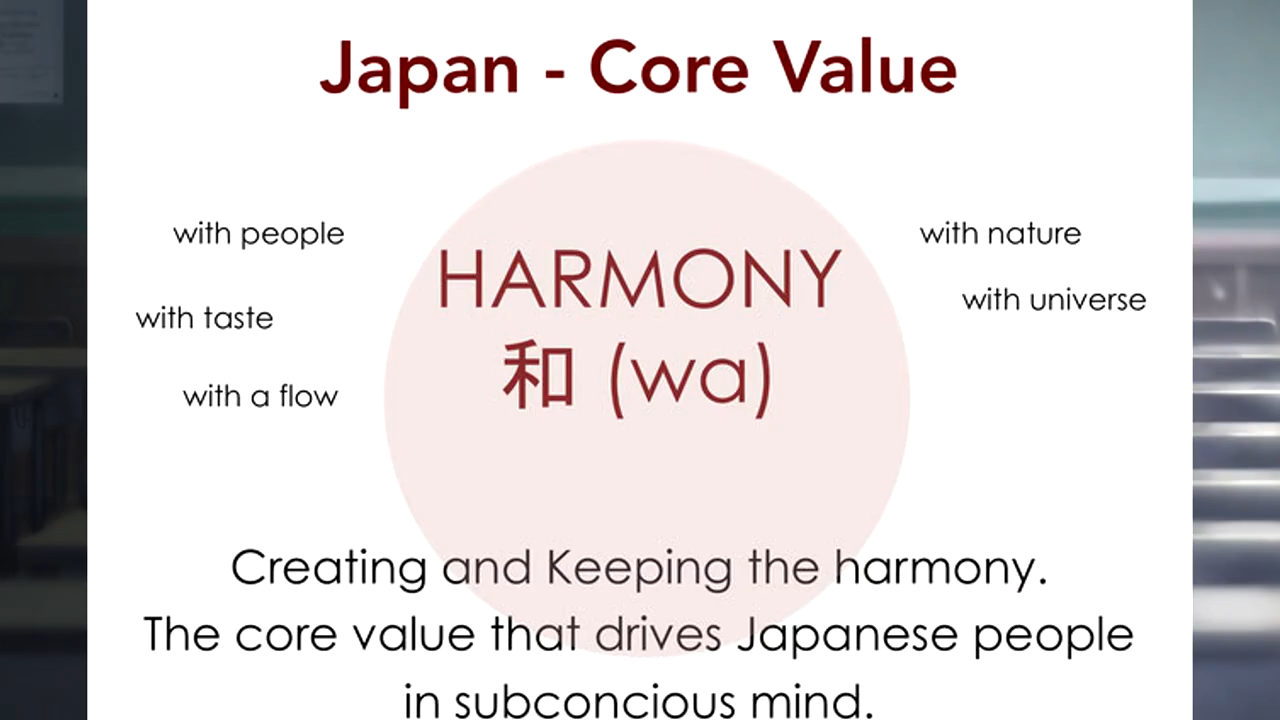 Japan - Core Value
with people
with nature
HARMONY
with universe
with taste
和 (wa)
with a flow
Creating and Keeping the harmony.
The core value that drives Japanese people
in subconcious mind.